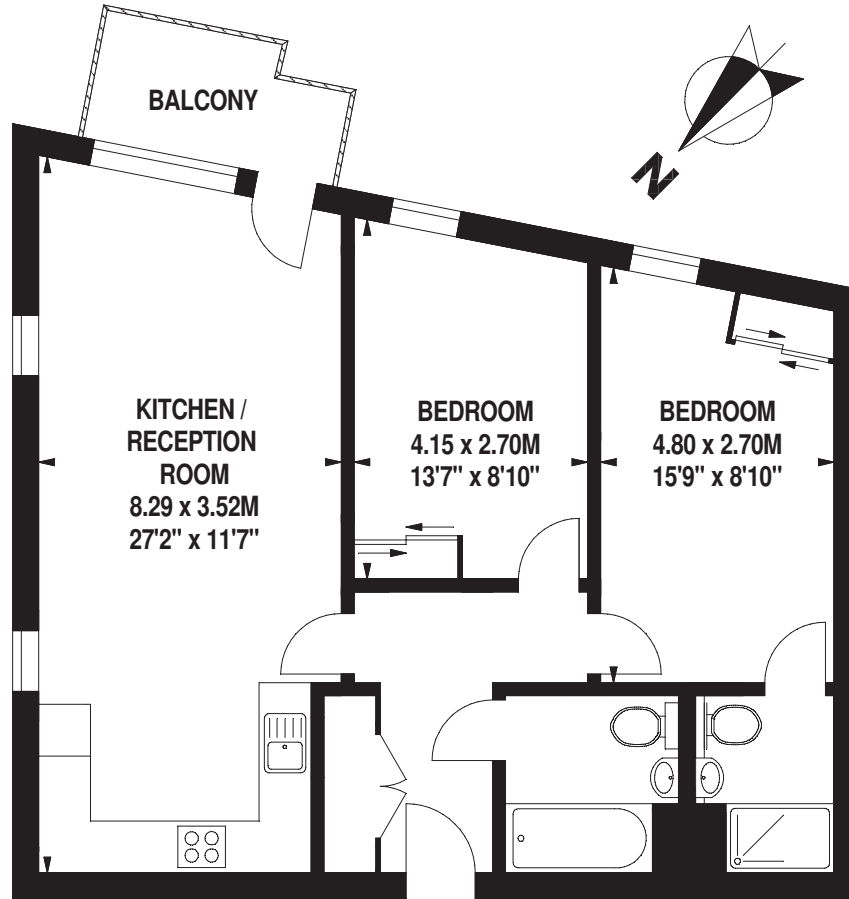 BALCONY
N
KITCHEN /
RECEPTION
ROOM
8.29 x 3.52M
27'2" x 11'7"
BEDROOM
4.15 x 2.70M
13'7" x 8'10"
BEDROOM
4.80 x 2.70M
15'9" x 8'10"